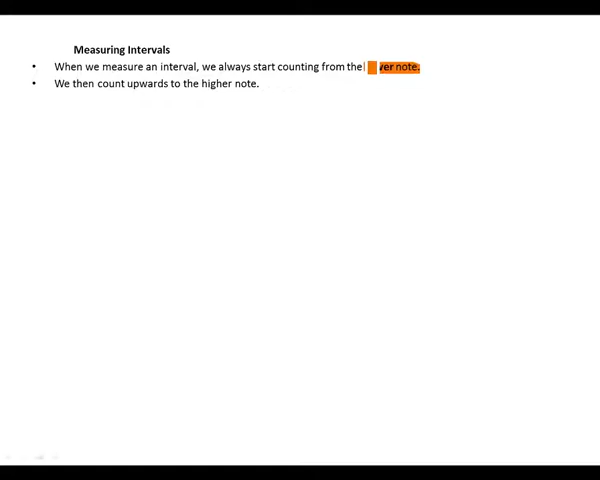 Measuring Intervals
• When we measure an interval, we always start counting from the lower note.
• We then count upwards to the higher note.